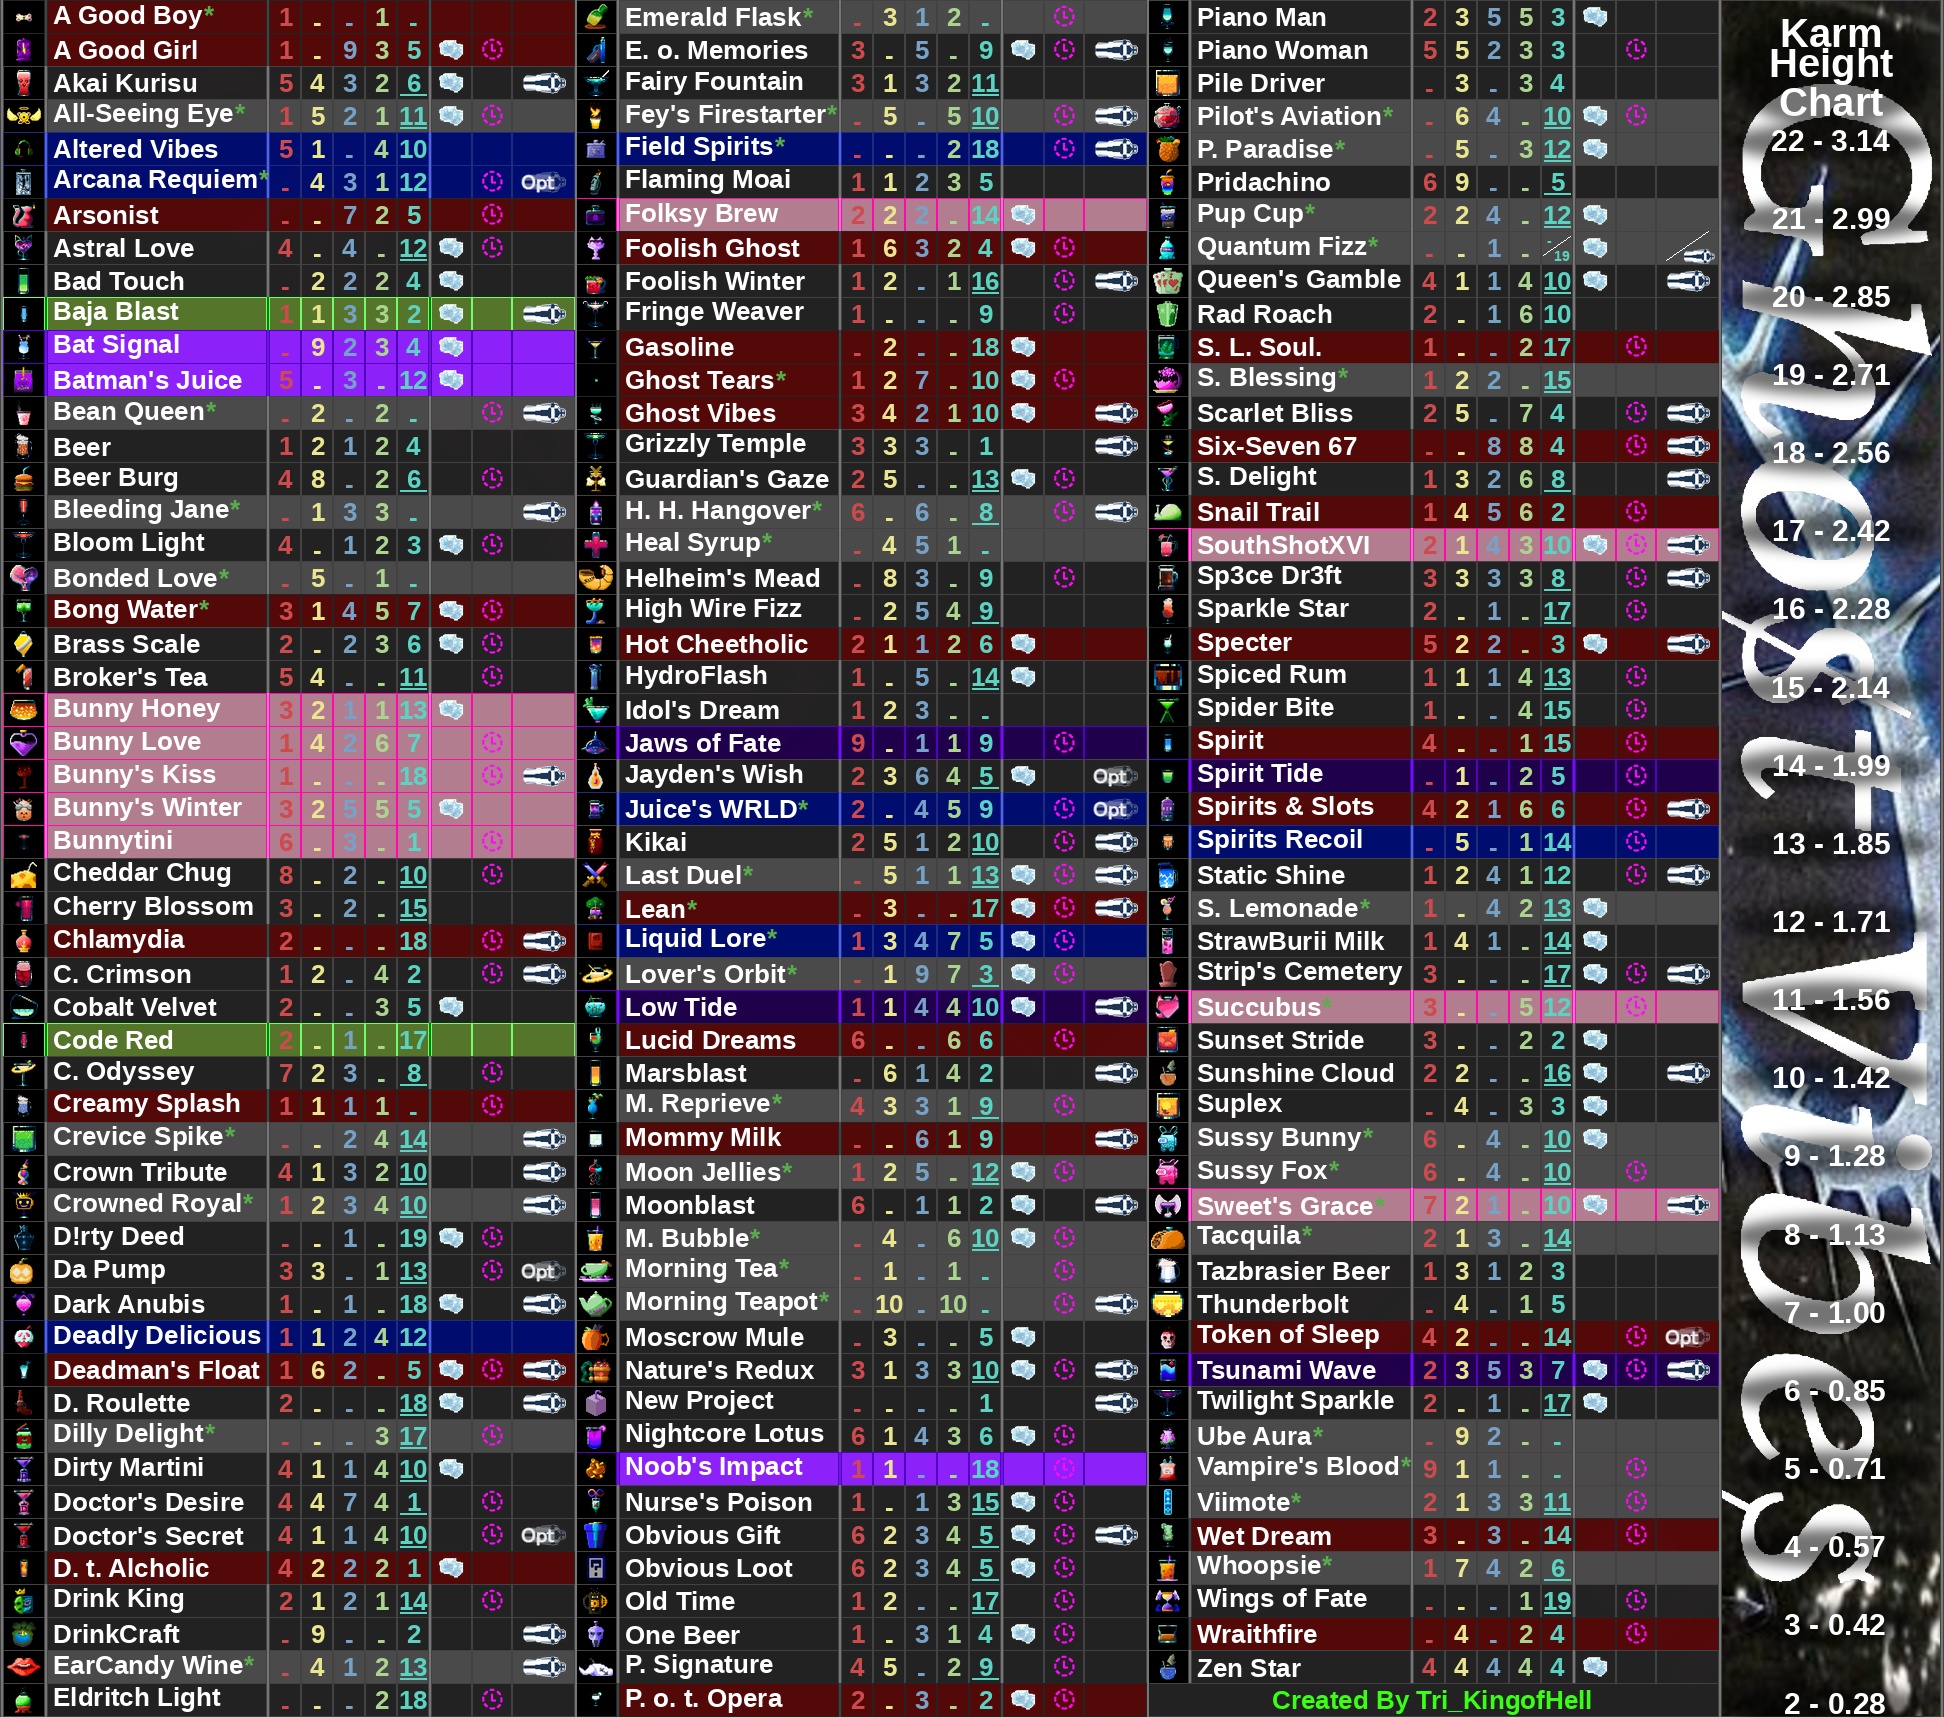 A Good Boy* 1 - - 1 -
A Good Girl 1 - 9 3 5
Akai Kurisu 5 4 3 2 6
All-Seeing Eye* 1 5 2 1 11
Altered Vibes 5 1 - 4 10
Arcana Requiem* - 4 3 1 12 Opt
Arsonist - - 7 2 5
Astral Love 4 - 4 - 12
Bad Touch - 2 2 2 4
Baja Blast 1 1 3 3 2
Bat Signal - 9 2 3 4
Batman's Juice 5 - 3 - 12
Bean Queen* - 2 - 2 -
Beer 1 2 1 2 4
Beer Burg 4 8 - 2 6
Bleeding Jane* - 1 3 3 -
Bloom Light 4 - 1 2 3
Bonded Love* - 5 - 1 -
Bong Water* 3 1 4 5 7
Brass Scale 2 - 2 3 6
Broker's Tea 5 4 - - 11
Bunny Honey 3 2 1 1 13
Bunny Love 1 4 2 6 7
Bunny's Kiss 1 - - - 18
Bunny's Winter 3 2 5 5 5
Bunnytini 6 - 3 - 1
Cheddar Chug 8 - 2 - 10
Cherry Blossom 3 - 2 - 15
Chlamydia 2 - - - 18
C. Crimson 1 2 - 4 2
Cobalt Velvet 2 - - 3 5
Code Red 2 - 1 - 17
C. Odyssey 7 2 3 - 8
Creamy Splash 1 1 1 1 -
Crevice Spike* - - 2 4 14
Crown Tribute 4 1 3 2 10
Crowned Royal* 1 2 3 4 10
D!rty Deed - - 1 - 19
Da Pump 3 3 - 1 13 Opt
Dark Anubis 1 - 1 - 18
Deadly Delicious 1 1 2 4 12
Deadman's Float 1 6 2 - 5
D. Roulette 2 - - - 18
Dilly Delight* - - - 3 17
Dirty Martini 4 1 1 4 10
Doctor's Desire 4 4 7 4 1
Doctor's Secret 4 1 1 4 10 Opt
D. t. Alcholic 4 2 2 2 1
Drink King 2 1 2 1 14
DrinkCraft - 9 - - 2
EarCandy Wine* - 4 1 2 13
Eldritch Light - - - 2 18
Emerald Flask* - 3 1 2 -
E. o. Memories 3 - 5 - 9
Fairy Fountain 3 1 3 2 11
Fey's Firestarter* - 5 - 5 10
Field Spirits* - - - 2 18
Flaming Moai 1 1 2 3 5
Folksy Brew 2 2 2 - 14
Foolish Ghost 1 6 3 2 4
Foolish Winter 1 2 - 1 16
Fringe Weaver 1 - - - 9
Gasoline - 2 - - 18
Ghost Tears* 1 2 7 - 10
Ghost Vibes 3 4 2 1 10
Grizzly Temple 3 3 3 - 1
Guardian's Gaze 2 5 - - 13
H. H. Hangover* 6 - 6 - 8
Heal Syrup* - 4 5 1 -
Helheim's Mead - 8 3 - 9
High Wire Fizz - 2 5 4 9
Hot Cheetholic 2 1 1 2 6
HydroFlash 1 - 5 - 14
Idol's Dream 1 2 3 - -
Jaws of Fate 9 - 1 1 9
Jayden's Wish 2 3 6 4 5 Opt
Juice's WRLD* 2 - 4 5 9 Opt
Kikai 2 5 1 2 10
Last Duel* - 5 1 1 13
Lean* - 3 - - 17
Liquid Lore* 1 3 4 7 5
Lover's Orbit* - 1 9 7 3
Low Tide 1 1 4 4 10
Lucid Dreams 6 - - 6 6
Marsblast - 6 1 4 2
M. Reprieve* 4 3 3 1 9
Mommy Milk - - 6 1 9
Moon Jellies* 1 2 5 - 12
Moonblast 6 - 1 1 2
M. Bubble* - 4 - 6 10
Morning Tea* - 1 - 1 -
Morning Teapot* - 10 - 10 -
Moscrow Mule - 3 - - 5
Nature's Redux 3 1 3 3 10
New Project - - - - 1
Nightcore Lotus 6 1 4 3 6
Noob's Impact 1 1 - - 18
Nurse's Poison 1 - 1 3 15
Obvious Gift 6 2 3 4 5
Obvious Loot 6 2 3 4 5
Old Time 1 2 - - 17
One Beer 1 - 3 1 4
P. Signature 4 5 - 2 9
P. o. t. Opera 2 - 3 - 2
Piano Man 2 3 5 5 3
Piano Woman 5 5 2 3 3
Pile Driver - 3 - 3 4
Pilot's Aviation* - 6 4 - 10
P. Paradise* - 5 - 3 12
Pridachino 6 9 - - 5
Pup Cup* 2 2 4 - 12
Quantum Fizz* - - 1 - -/19
Queen's Gamble 4 1 1 4 10
Rad Roach 2 - 1 6 10
S. L. Soul. 1 - - 2 17
S. Blessing* 1 2 2 - 15
Scarlet Bliss 2 5 - 7 4
Six-Seven 67 - - 8 8 4
S. Delight 1 3 2 6 8
Snail Trail 1 4 5 6 2
SouthShotXVI 2 1 4 3 10
Sp3ce Dr3ft 3 3 3 3 8
Sparkle Star 2 - 1 - 17
Specter 5 2 2 - 3
Spiced Rum 1 1 1 4 13
Spider Bite 1 - - 4 15
Spirit 4 - - 1 15
Spirit Tide - 1 - 2 5
Spirits & Slots 4 2 1 6 6
Spirits Recoil - 5 - 1 14
Static Shine 1 2 4 1 12
S. Lemonade* 1 - 4 2 13
StrawBurii Milk 1 4 1 - 14
Strip's Cemetery 3 - - - 17
Succubus* 3 - - 5 12
Sunset Stride 3 - - 2 2
Sunshine Cloud 2 2 - - 16
Suplex - 4 - 3 3
Sussy Bunny* 6 - 4 - 10
Sussy Fox* 6 - 4 - 10
Sweet's Grace* 7 2 1 - 10
Tacquila* 2 1 3 - 14
Tazbrasier Beer 1 3 1 2 3
Thunderbolt - 4 - 1 5
Token of Sleep 4 2 - - 14 Opt
Tsunami Wave 2 3 5 3 7
Twilight Sparkle 2 - 1 - 17
Ube Aura* - 9 2 - -
Vampire's Blood* 9 1 1 - -
Viimote* 2 1 3 3 11
Wet Dream 3 - 3 - 14
Whoopsie* 1 7 4 2 6
Wings of Fate - - - 1 19
Wraithfire - 4 - 2 4
Zen Star 4 4 4 4 4
Created By Tri_KingofHell
Karm
Height
Chart
22 - 3.14
21 - 2.99
20 - 2.85
19 - 2.71
18 - 2.56
17 - 2.42
16 - 2.28
15 - 2.14
14 - 1.99
13 - 1.85
12 - 1.71
11 - 1.56
10 - 1.42
9 - 1.28
8 - 1.13
7 - 1.00
6 - 0.85
5 - 0.71
4 - 0.57
3 - 0.42
2 - 0.28
Ghost & Vibes